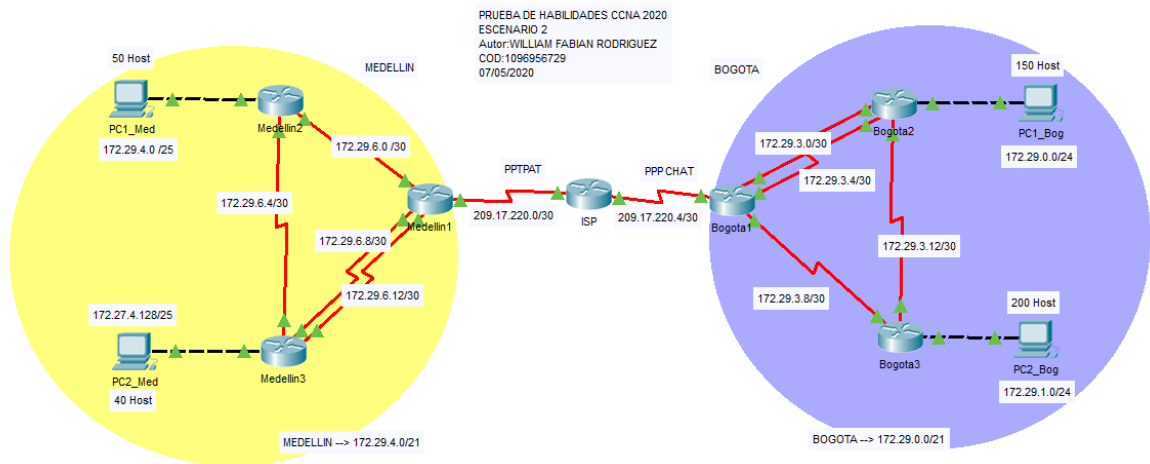 PRUEBA DE HABILIDADES CCNA 2020
ESCENARIO 2
Autor:WILLIAM FABIAN RODRIGUEZ
COD:1096956729
07/05/2020
50 Host
MEDELLIN
PC1_Med
172.29.4.0 /25
Medellin2
172.29.6.0 /30
172.29.6.4/30
Medellin1
172.29.6.8/30
172.29.6.12/30
172.27.4.128/25
PC2_Med
40 Host
Medellin3
MEDELLIN --> 172.29.4.0/21
PPTPAT
209.17.220.0/30
ISP
PPP CHAT
209.17.220.4/30
BOGOTA
150 Host
Bogota2
PC1_Bog
172.29.0.0/24
172.29.3.0/30
172.29.3.4/30
Bogota1
172.29.3.12/30
172.29.3.8/30
200 Host
Bogota3
PC2_Bog
172.29.1.0/24
BOGOTA --> 172.29.0.0/21